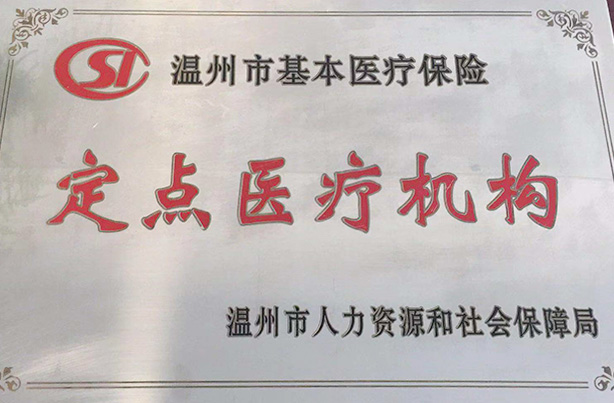 CSI 温州市基本医疗保险
定点医疗机构
温州市人力资源和社会保障局